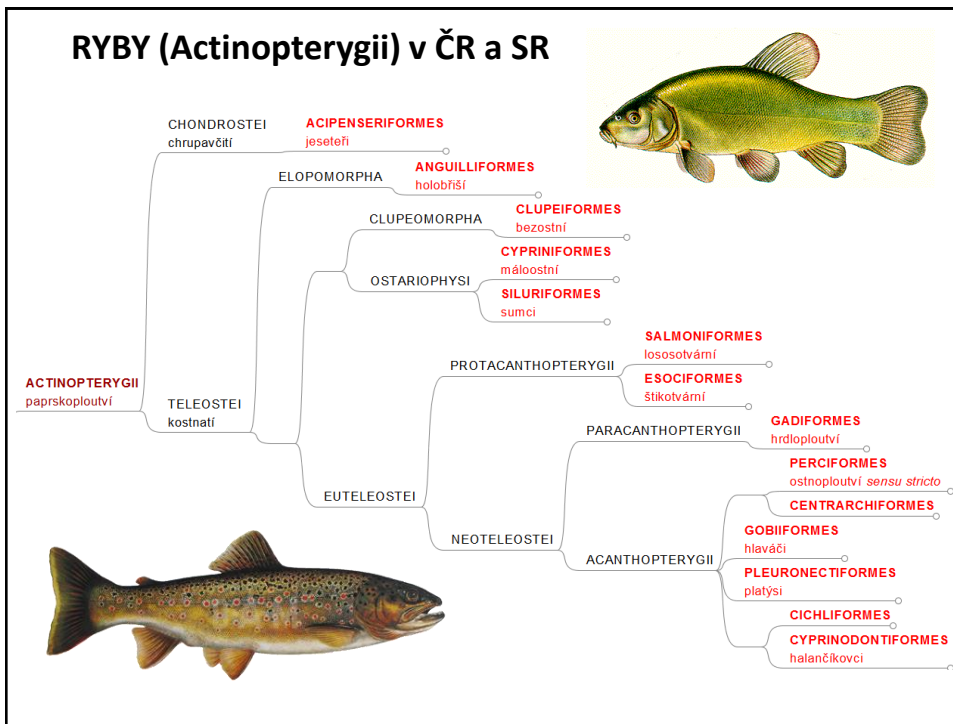 RYBY (Actinopterygii) v ČR a SR
CHONDROSTEI
chrupavčití
ACIPENSERIFORMES
jeseteři
ELOPOMORPHA
ANGUILLIFORMES
holobřiší
CLUPEOMORPHA
CLUPEIFORMES
bezostní
OSTARIOPHYSI
CYPRINIFORMES
máloostní
SILURIFORMES
sumci
ACTINOPTERYGII
paprskoploutví
TELEOSTEI
kostnatí
PROTACANTHOPTERYGII
SALMONIFORMES
lososotvární
ESOCIFORMES
štikotvární
EUTELEOSTEI
PARACANTHOPTERYGII
GADIFORMES
hrdloploutví
NEOTELEOSTEI
ACANTHOPTERYGII
PERCIFORMES
ostnoploutví sensu stricto
CENTRARCHIFORMES
GOBIIFORMES
hlaváči
PLEURONECTIFORMES
platýsi
CICHLIFORMES
CYPRINODONTIFORMES
halančíkovci